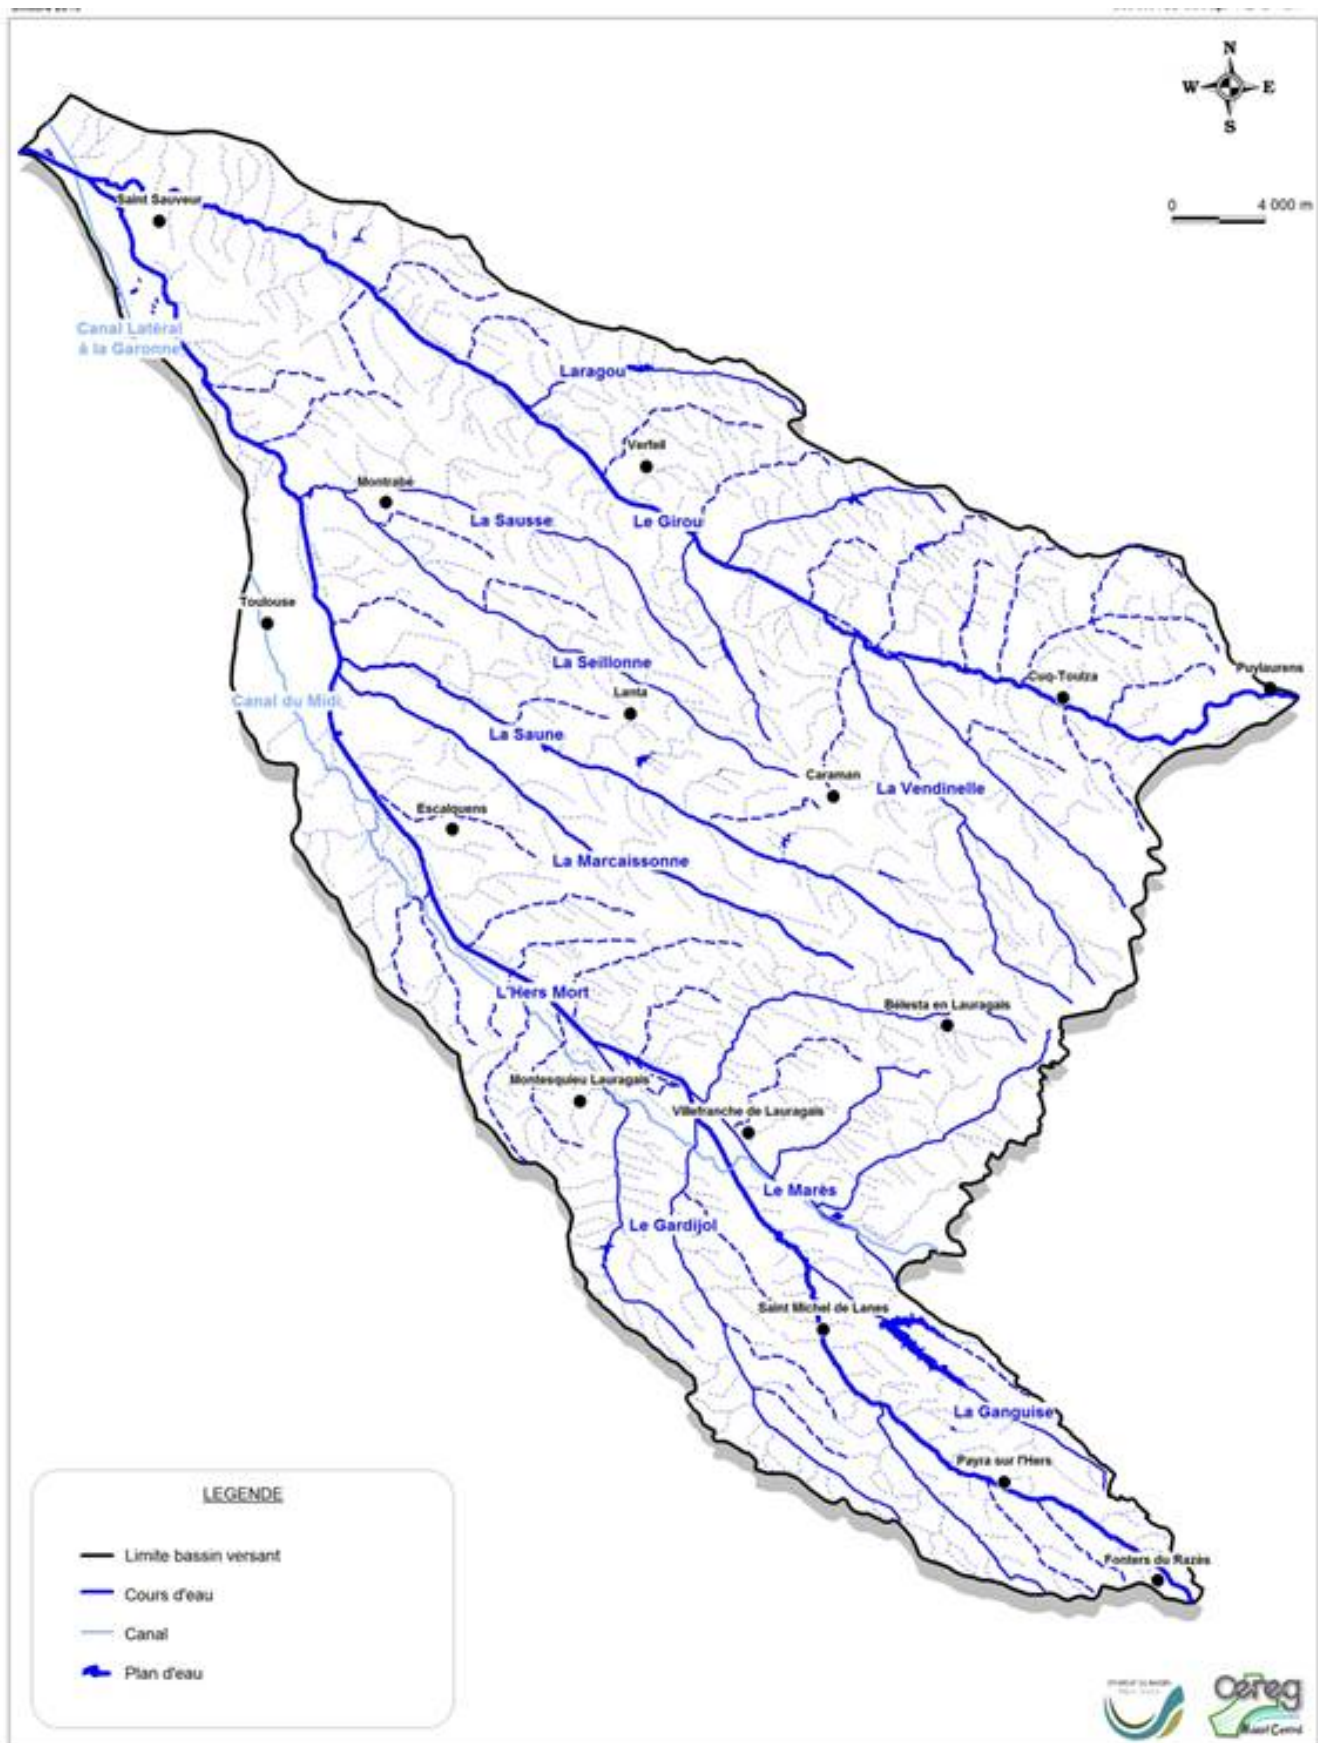 N
W E
S
0 4 000 m
Saint Sauveur
Canal Latéral
à la Garonne
Laragou
Verfeil
Montrabé
La Sausse
Le Girou
Toulouse
La Seillonne
Lanta
Cuq-Toulza
Puylaurens
Canal du Midi
La Saune
Caraman
La Vendinelle
Escalquens
La Marcaissonne
L'Hers Mort
Bélesta en Lauragais
Montesquieu Lauragais
Villefranche de Lauragais
Le Marès
Le Gardijol
Saint Michel de Lanes
La Ganguise
Payra sur l'Hers
Fonters du Razès
LEGENDE
Limite bassin versant
Cours d'eau
Canal
Plan d'eau
Cereg
Massif Central